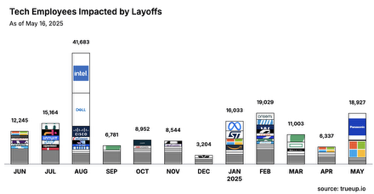 Tech Employees Impacted by Layoffs
As of May 16, 2025
41,683
12,245
15,164
6,781
8,952
8,544
3,204
16,033
19,029
11,003
8,337
18,927
intel
DELL
CISCO
Panasonic
JUN JUL AUG SEP OCT NOV DEC JAN FEB MAR APR MAY
2025
source: trueup.io